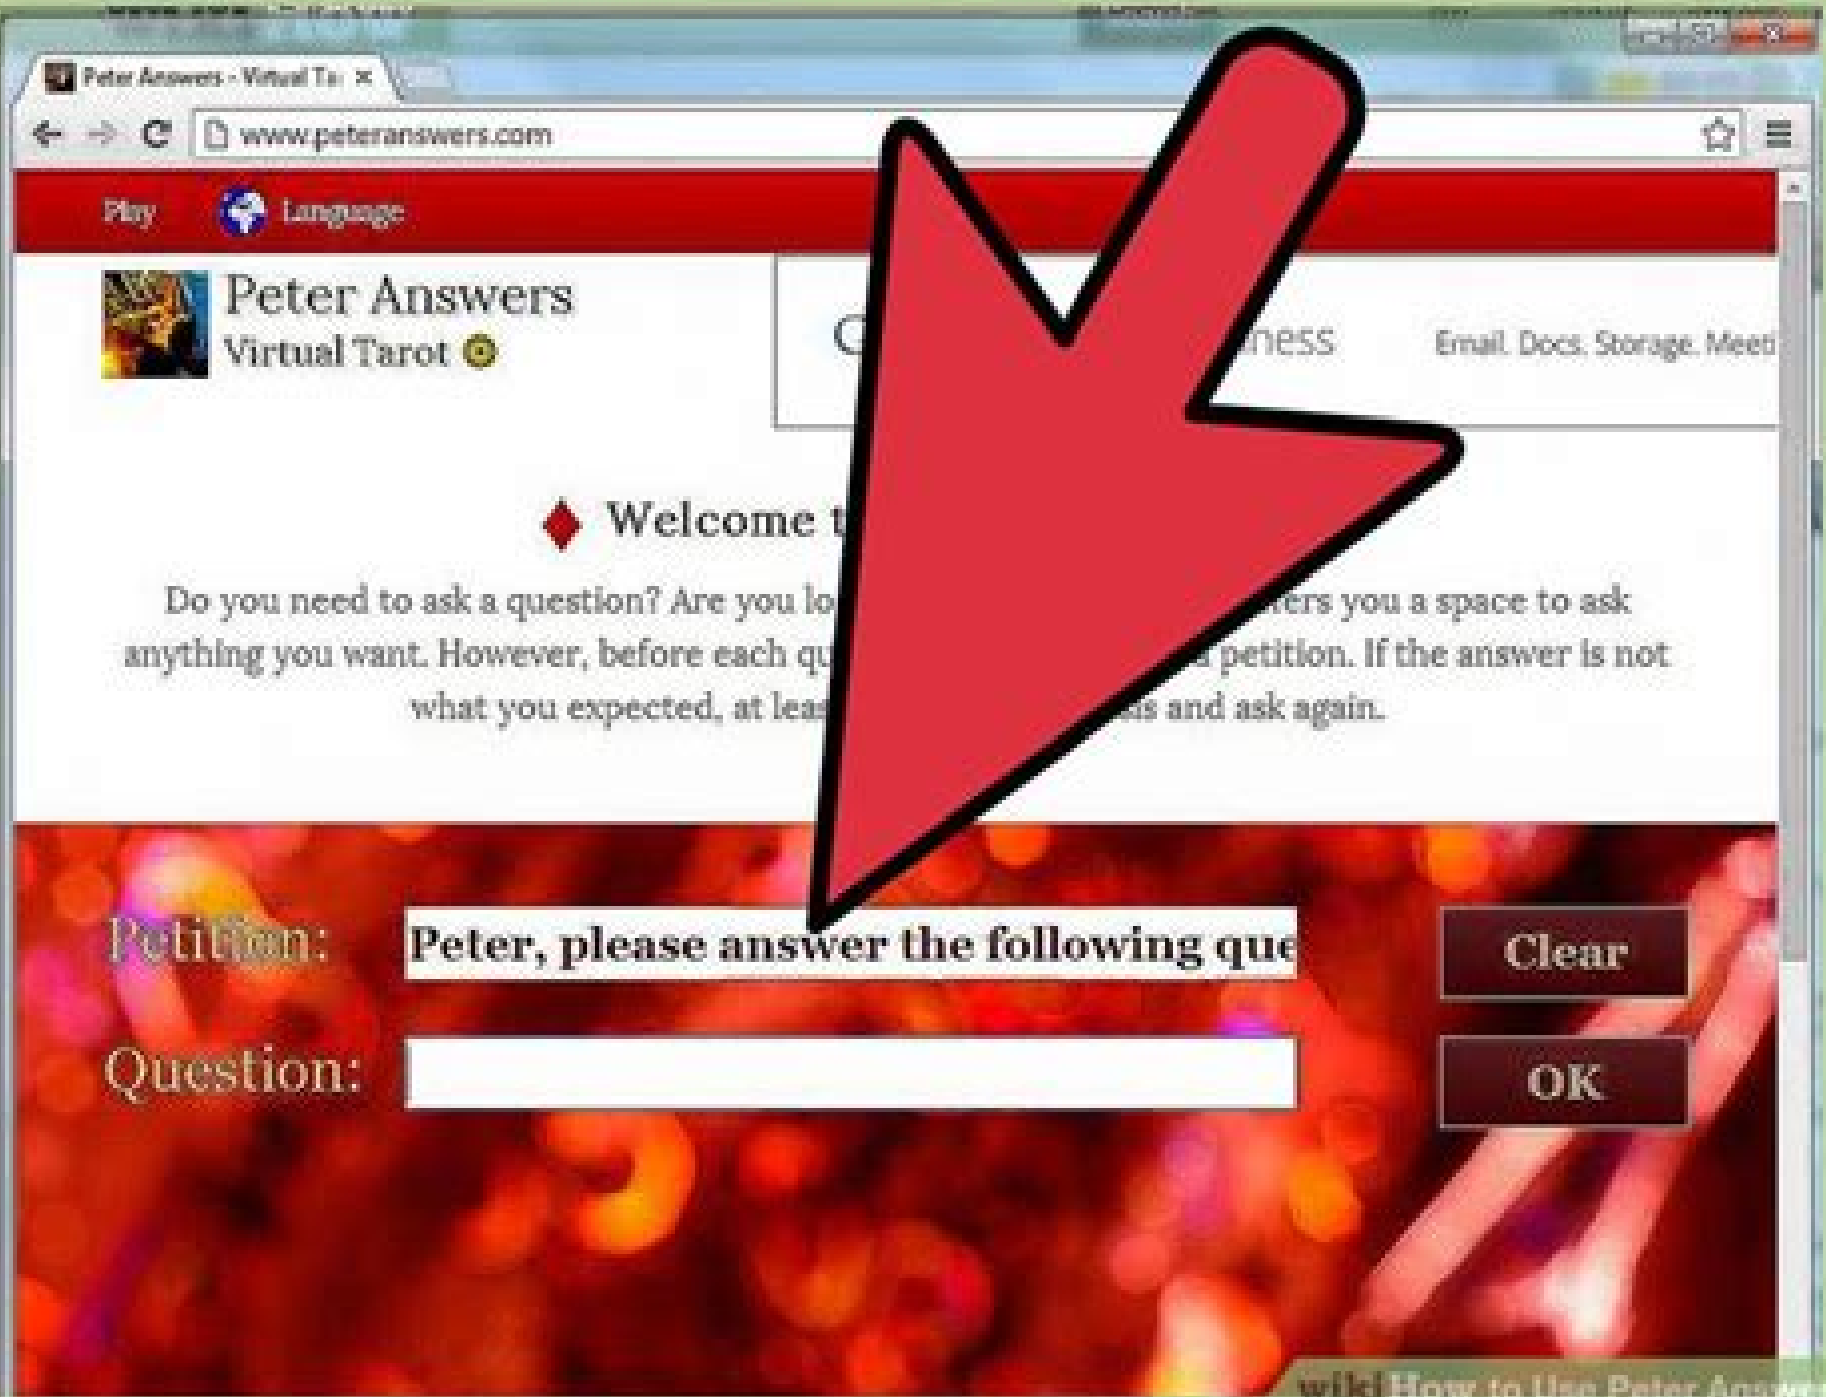 Peter Answers - Virtual Ta
www.peteranswers.com
Play Language
Peter Answers
Virtual Tarot
ness Email. Docs. Storage. Meeti
Welcome t
Do you need to ask a question? Are you lo ers you a space to ask
anything you want. However, before each qu petition. If the answer is not
what you expected, at leas is and ask again.
Petition: Peter, please answer the following que Clear
Question: OK
wikiHow to Use Peter Answ